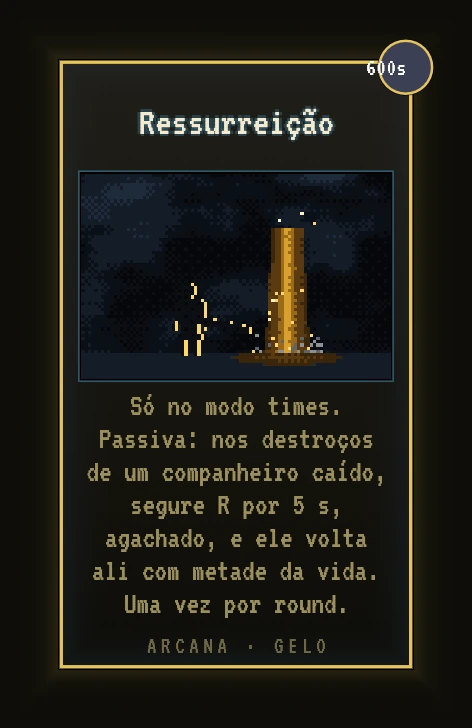 600s
Ressurreição
Só no modo times.
Passiva: nos destroços
de um companheiro caído,
segure R por 5 s,
agachado, e ele volta
ali com metade da vida.
Uma vez por round.
ARCANA · GELO